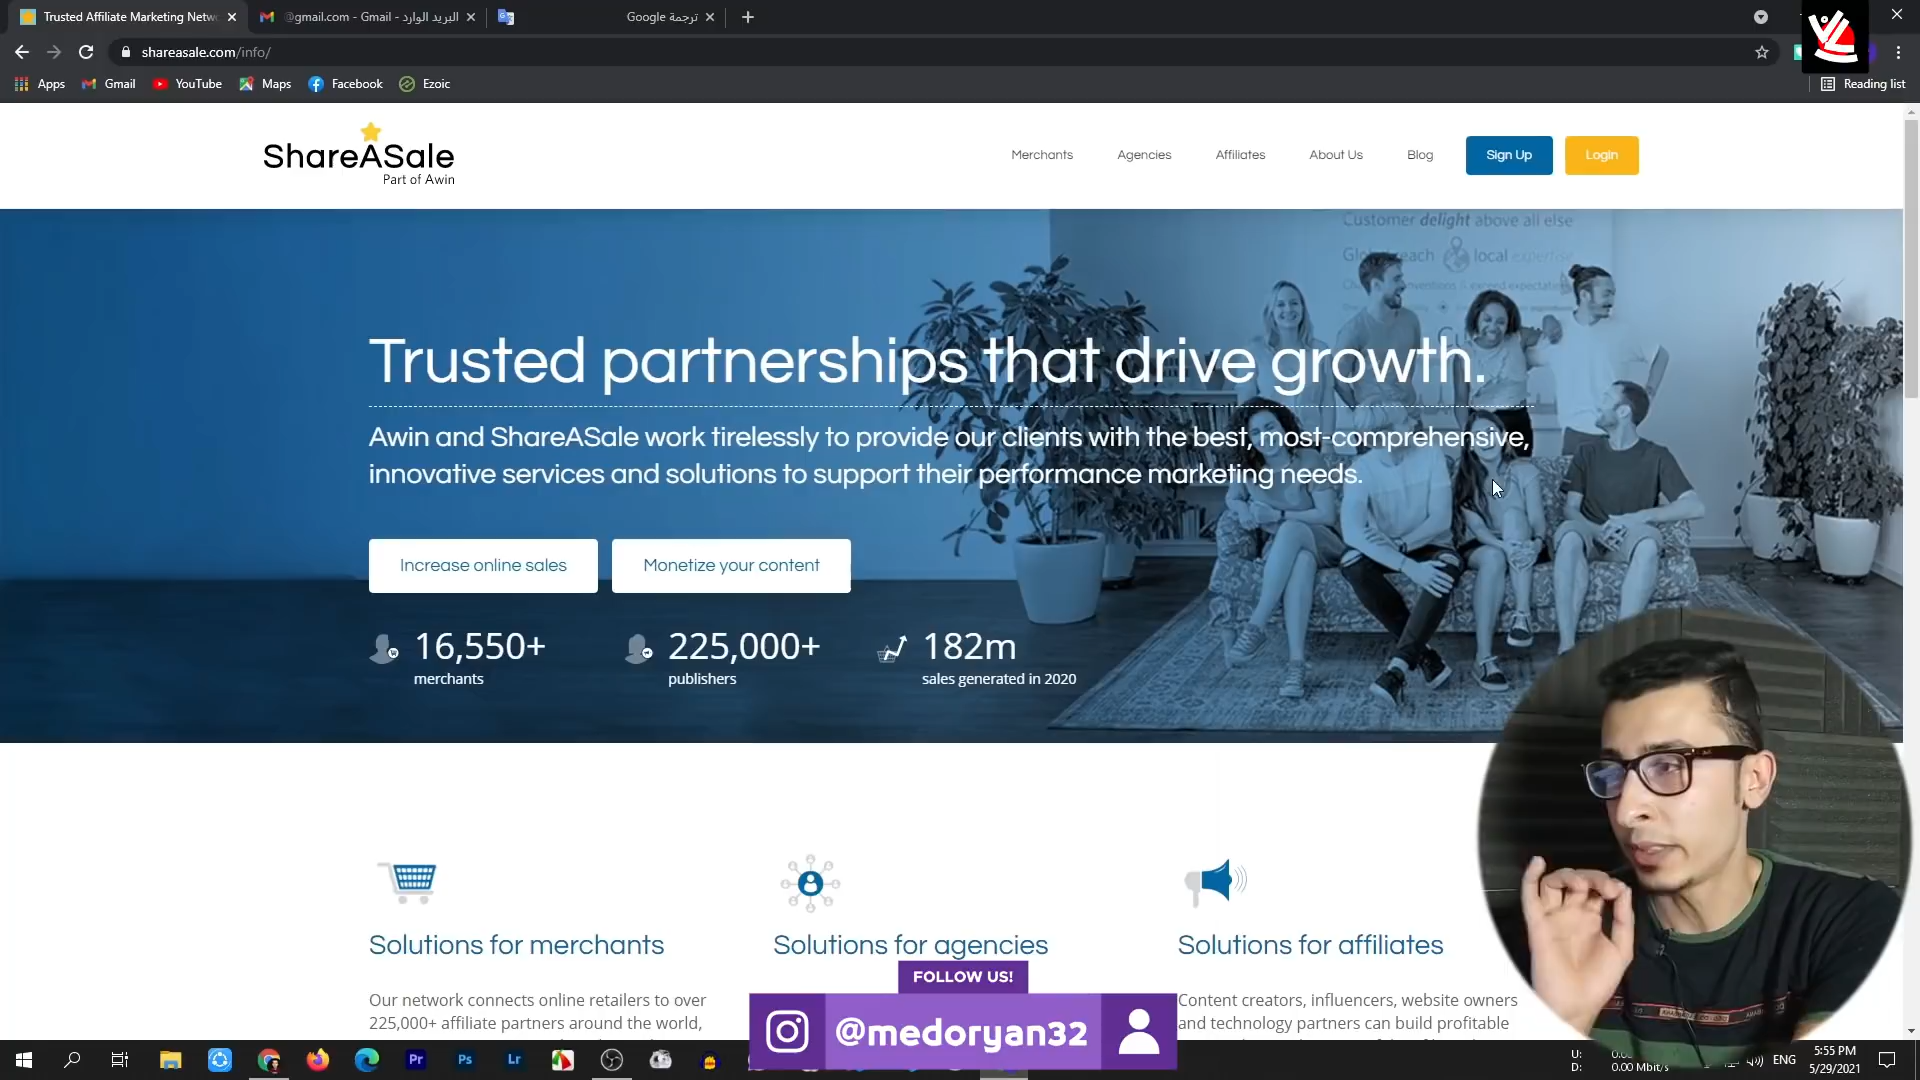 Trusted Affiliate Marketing Netw
@gmail.com - Gmail - البريد الوارد
ترجمة Google
shareasale.com/info/
Apps
Gmail
YouTube
Maps
Facebook
Ezoic
Reading list
ShareASale
Part of Awin
Merchants
Agencies
Affiliates
About Us
Blog
Sign Up
Login
Customer delight above all else
local expertise
Trusted partnerships that drive growth.
Awin and ShareASale work tirelessly to provide our clients with the best, most-comprehensive,
innovative services and solutions to support their performance marketing needs.
Increase online sales
Monetize your content
16,550+
merchants
225,000+
publishers
182m
sales generated in 2020
Solutions for merchants
Solutions for agencies
Solutions for affiliates
Our network connects online retailers to over
225,000+ affiliate partners around the world,
Content creators, influencers, website owners
and technology partners can build profitable
FOLLOW US!
@medoryan32
Pr
Ps
Lr
U:
D:
0.00 Mbit/s
ENG
5:55 PM
5/29/2021